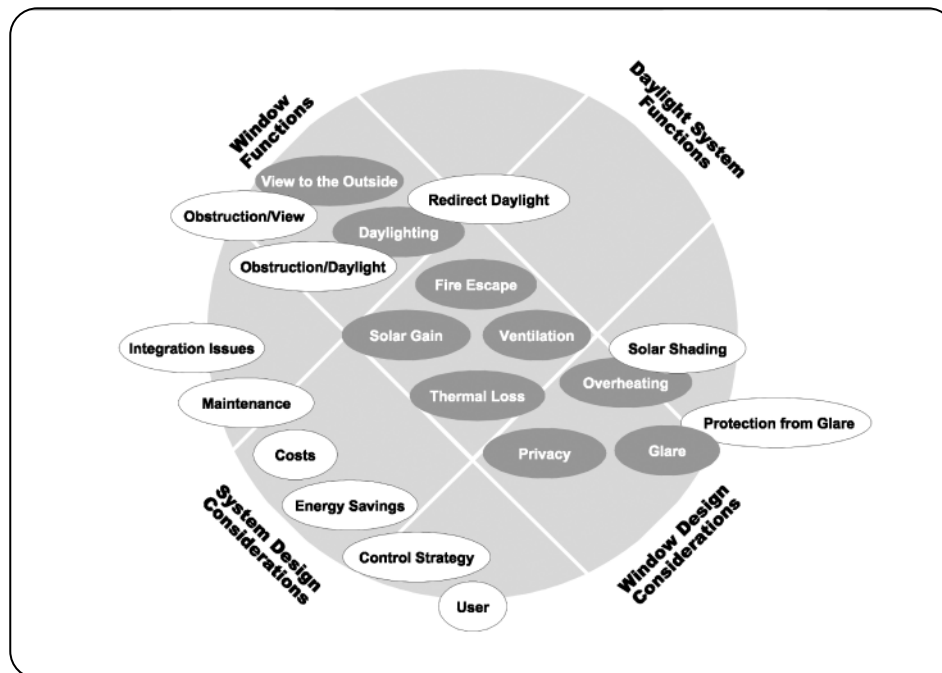 Window
Functions
Daylight System
Functions
View to the Outside
Redirect Daylight
Obstruction/View
Daylighting
Obstruction/Daylight
Fire Escape
Solar Gain
Ventilation
Integration Issues
Solar Shading
Overheating
Thermal Loss
Maintenance
Protection from Glare
Costs
Privacy
Glare
Energy Savings
System Design
Considerations
Window Design
Considerations
Control Strategy
User